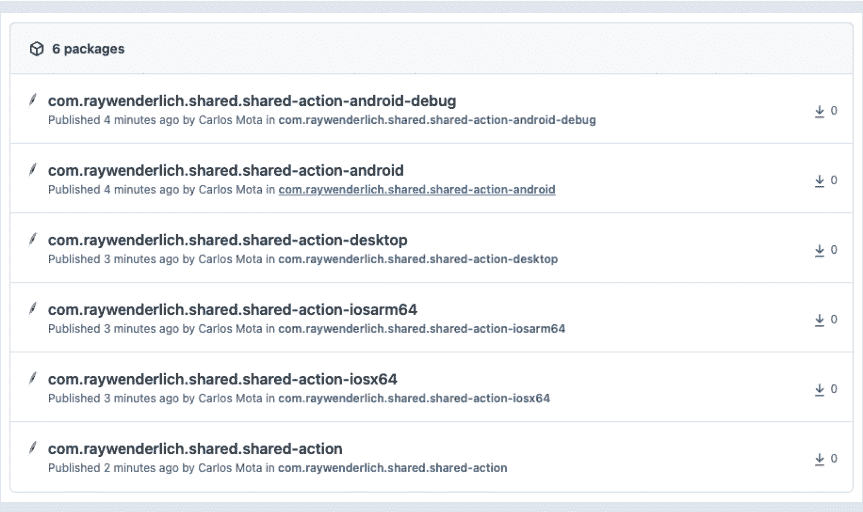 6 packages
com.raywenderlich.shared.shared-action-android-debug
Published 4 minutes ago by Carlos Mota in com.raywenderlich.shared.shared-action-android-debug
0
com.raywenderlich.shared.shared-action-android
Published 4 minutes ago by Carlos Mota in com.raywenderlich.shared.shared-action-android
0
com.raywenderlich.shared.shared-action-desktop
Published 3 minutes ago by Carlos Mota in com.raywenderlich.shared.shared-action-desktop
0
com.raywenderlich.shared.shared-action-iosarm64
Published 3 minutes ago by Carlos Mota in com.raywenderlich.shared.shared-action-iosarm64
0
com.raywenderlich.shared.shared-action-iosx64
Published 3 minutes ago by Carlos Mota in com.raywenderlich.shared.shared-action-iosx64
0
com.raywenderlich.shared.shared-action
Published 2 minutes ago by Carlos Mota in com.raywenderlich.shared.shared-action
0